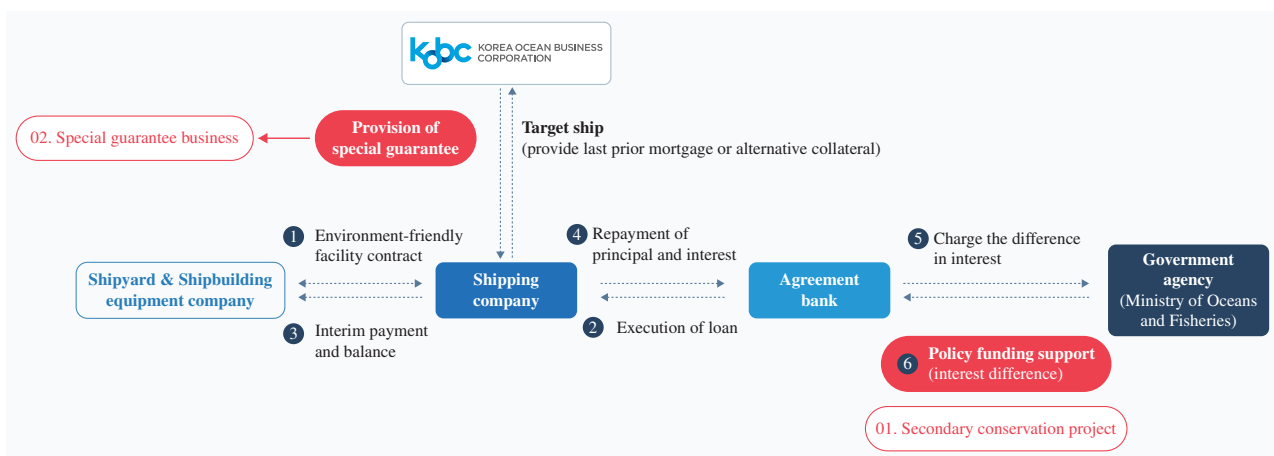 kobc KOREA OCEAN BUSINESS
CORPORATION
02. Special guarantee business
Provision of
special guarantee
Target ship
(provide last prior mortgage or alternative collateral)
1 Environment-friendly
facility contract
4 Repayment of
principal and interest
5 Charge the difference
in interest
Shipyard & Shipbuilding
equipment company
Shipping
company
Agreement
bank
Government
agency
(Ministry of Oceans
and Fisheries)
3 Interim payment
and balance
2 Execution of loan
6 Policy funding support
(interest difference)
01. Secondary conservation project